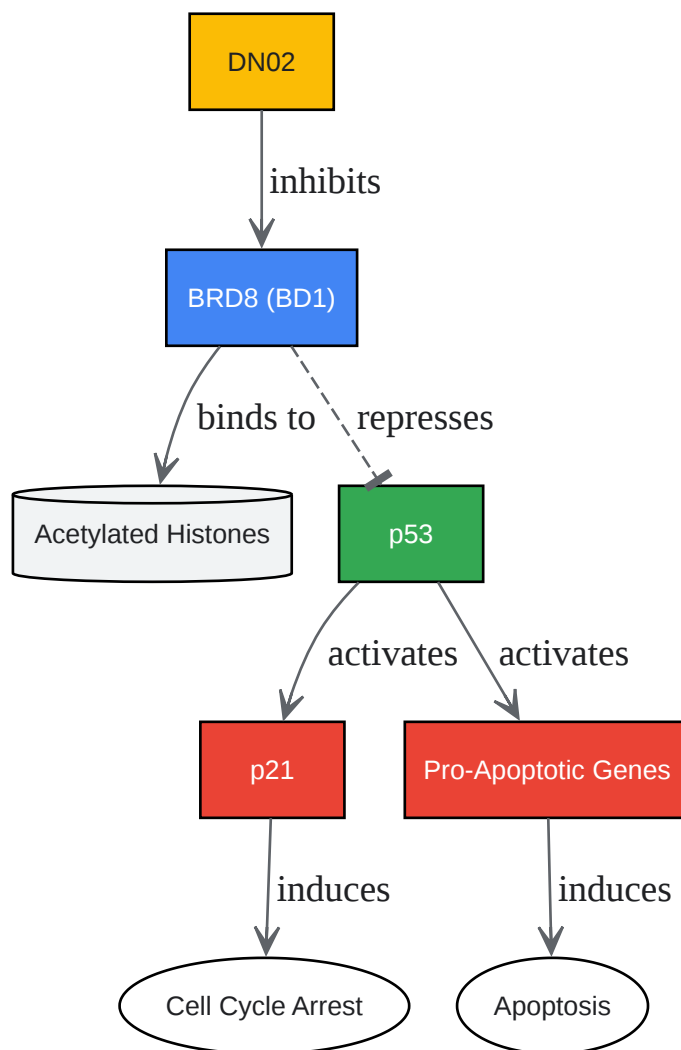 DN02
inhibits
BRD8 (BD1)
binds to
represses
Acetylated Histones
p53
activates
activates
p21
Pro-Apoptotic Genes
induces
induces
Cell Cycle Arrest
Apoptosis